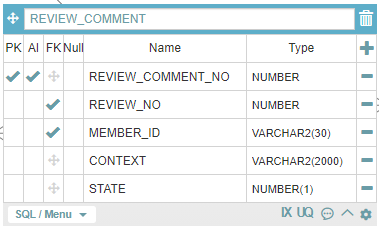 REVIEW_COMMENT
PK AI FK Null Name Type
REVIEW_COMMENT_NO NUMBER
REVIEW_NO NUMBER
MEMBER_ID VARCHAR2(30)
CONTEXT VARCHAR2(2000)
STATE NUMBER(1)
SQL / Menu IX UQ